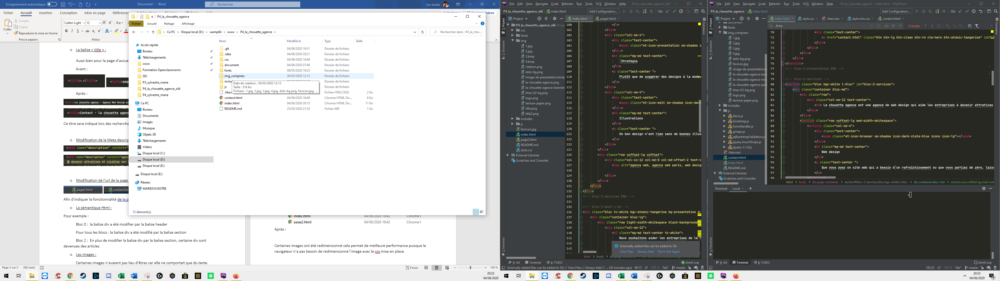 Enregistrement automatique
Document1 - Word
Rechercher
lou loutte
Fichier
Accueil
Insertion
Conception
Mise en page
Commentaires
Coller
Couper
Copier
Reproduire la mise en forme
Presse-papiers
Calibri Light
12
Police
La balise « title » :
Aussi bien pour la page d'accue
Avant :
<title>.</title>
<title>pag
Après :
<title>La chouette agence - Agence Web Design po
<title>Contact - la chouette agenc
Ce titre sera indiqué lors des recherche
Modification de la Meta descrip
<meta name="description" content="
<meta name="description" content="agenc
à devenir attratives et visibles sur
Modification de l'url de la page
page2.html
contact.htm
Afin d'indiquer la fonctionnalité de la p
La sémantique Html :
Pour exemple :
Bloc 0 : la balise div a été modifier par la balise header
Pour tous les blocs : la balise div a été modifié par la balise section
Bloc 2 : En plus de modifier la balise div par la balise section, certaine div sont
devenues des articles
Les images :
Certaines images n'avaient pas lieu d'êtres car elle ne comportait que du texte.
index.html 04/06/2020 19:42 Chrome H
page2.html 04/06/2020 19:42 Chrome H
Après :
Certaines images ont été redimensionné cela permet de meilleure performance puisque le
navigateur n'a pas besoin de redimensionné l'image avec le css mise en place.
Page 3 sur 5
380 mots
Focus
100 %
P4_la_chouette_agence
Fichier
Accueil
Partage
Affichage
Ce PC > Disque local (D:) > wamp64 > www > P4_la_chouette_agence >
Rechercher dans : P4_la_cho...
Accès rapide
Bureau
Téléchargements
www
Formation Openclassrooms
001
P3_sylvestre_marie
P4_la_chouette_agence_old
P4_sylvestre_marie
Ce PC
Bureau
Documents
Images
Musique
Objets 3D
Téléchargements
Vidéos
Disque local (C:)
Disque local (D:)
Disque local (E:)
Disque local (E:)
Réseau
MARIESYLVESTRE
Nom Modifié le Type Taille
.git 04/06/2020 19:31 Dossier de fichiers
.idea 04/06/2020 20:21 Dossier de fichiers
css 04/06/2020 18:48 Dossier de fichiers
document 04/06/2020 07:48 Dossier de fichiers
fonts 08/05/2020 19:23 Dossier de fichiers
img_compress 30/05/2020 12:13 Dossier de fichiers
includ Dossier de fichiers
js Dossier de fichiers
.htacc Fichier HTACCESS 2 Ko
contact.html 04/06/2020 18:48 Chrome HTML Do... 6 Ko
index.html 04/06/2020 20:15 Chrome HTML Do... 11 Ko
README.md 25/05/2020 21:35 Fichier MD 1 Ko
Date de création : 30/05/2020 12:13
Taille : 316 Ko
Fichiers : 1.jpg, 2.jpg, 3.jpg, 4.jpg, dots-bg.png, favicon.jpg, ...
12 élément(s)
File Edit View Navigate Code Refactor Run Tools VCS Window Help P4_la_chouette_agence_old
P4_la_chouette_agence_old > index.html
Add Configuration...
Git:
Project
index.html
page2.html
P4_la_chouette_agence_old
css
fonts
img
1.jpg
2.jpg
3.bmp
4.bmp
citation.png
dots-bg.png
image-de-presentation.bmp
la-chouette-agence.png
la-chouette-agence-banniere
lines-h2-bg.png
logo.png
texture-paper.png
title.png
title2.png
includes
js
favicon.jpg
index.html
page2.html
README.md
style.css
External Libraries
Scratches and Consoles
100 </p>
101 </div>
102 <div class="col-sm-4">
103 <div class="text-center">
104 <span class="et-icon-presentation sm-shadow i
105 </div>
106 <h3 class="mg-md text-center">
107 Stratégie
108 </h3>
109 <p class="text-center ">
110 Plutôt que de suggérer des designs à la mode,
111 </p>
112 </div>
113 <div class="col-sm-4">
114 <div class="text-center">
115 <span class="et-icon-edit sm-shadow icon-dar
116 </div>
117 <h3 class="mg-md text-center">
118 Illustrations
119 </h3>
120 <p class="text-center ">
121 Un bon design n'est rien sans de bonnes illus
122 </p>
123 </div>
124 </div>
125 <div class="row voffset-lg voffset">
126 <div class="col-xs-12 col-md-8 col-md-offset-2 text-c
127 <img alt="agence web, agence web paris, web desig
128
129 </div>
130 </div>
131 </div>
132 </div>
133 <!-- bloc-2-services END -->
134
135 <!-- bloc-3-what-i-do -->
136 <div class="bloc tc-white bgc-atomic-tangerine bg-presentation d-
137 <div class="container bloc-lg">
138 <div class="row tight-width-whitespace black-background"
139 <div class="col-sm-12">
140 <h2 class="mg-md text-center tc-white">
141 Nous souhaitons aider les entreprises de la r
142
143
html > body
Externally added files can be added to Git
View Files Always Add Don't Ask Again
9: Git
Terminal
6: TODO
Event Log
Externally added files can be added to Git // View Files // Always Add // ... (39 minutes ago)
89:15 LF UTF-8 Tab* master
File Edit View Navigate Code Refactor Run Tools VCS Window Help P4_la_chouette_agence - index.html - PhpStorm
P4_la_chouette_agence > index.html
Add Configuration...
Git:
Project
index.html
style.css
.htaccess
style.min.css
contact.html
.bmp
0 results
document
fonts
img_compress
1.jpg
2.jpg
3.jpg
4.jpg
dots-bg.png
favicon.jpg
image-de-presentation.
la-chouette-agence-ban
la-chouette-agence-mo
la-chouette-agence-pet
lines-h2-bg.png
logo.png
texture-paper.png
includes
js
blocs.js
bootstrap.js
formHandler.js
gmaps.js
jqBootstrapValidation.js
jquery.touchSwipe.js
jquery-2.1.0.js
.htaccess
contact.html
index.html
README.md
External Libraries
Scratches and Consoles
70 <div class="text-center">
71 <a href="contact.html" class="btn btn-lg btn-clean btn-rd cta-hero btn-atomic-tangerine" id=
72 </div>
73 </div>
74 </div>
75 </div>
76 </section>
77 <!-- bloc-1-presentation END -->
78
79 <!-- bloc-2-services -->
80 <section class="bloc bgc-white l-bloc" id="bloc-2-services">
81 <div class="container bloc-md">
82 <div class="row">
83 <div class="col-sm-12 text-center">
84 <h2> La chouette agence est une agence de web design qui aide les entreprises à devenir attratives
85 </div>
86 </div>
87 <section class="row voffset-lg med-width-whitespace">
88 <article class="col-sm-4">
89 <div class="text-center">
90 <span class="et-icon-browser sm-shadow icon-dark-slate-blue icons icon-lg"></span>
91 </div>
92 <h3 class="mg-md text-center">
93 Web design
94 </h3>
95 <p class="text-center ">
96 Que vous ayez un site web qui a besoin d'un rafraîchissement ou que vous partiez de zéro, laiss
97 </p>
98
html > body > div.page-container > section#bloc-2-services.bloc.bgc-white.l-bloc > div.container.bloc-md > section.row.voffset-lg.med-wid
Terminal: Local
9: Git
Terminal
6: TODO
Event Log
105:22 LF UTF-8 Tab* master
20:25
04/06/2020
20:25
04/06/2020